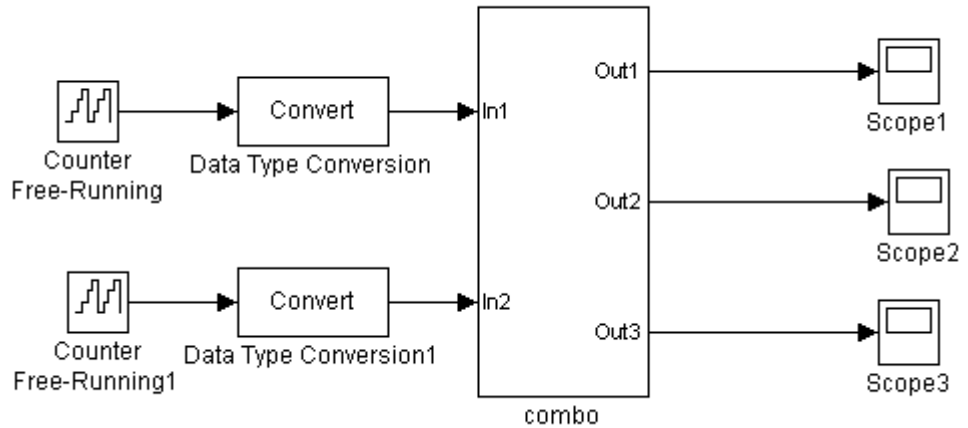 Convert
Counter
Free-Running
Data Type Conversion
Convert
Counter
Free-Running1
Data Type Conversion1
In1
In2
Out1
Out2
Out3
combo
Scope1
Scope2
Scope3